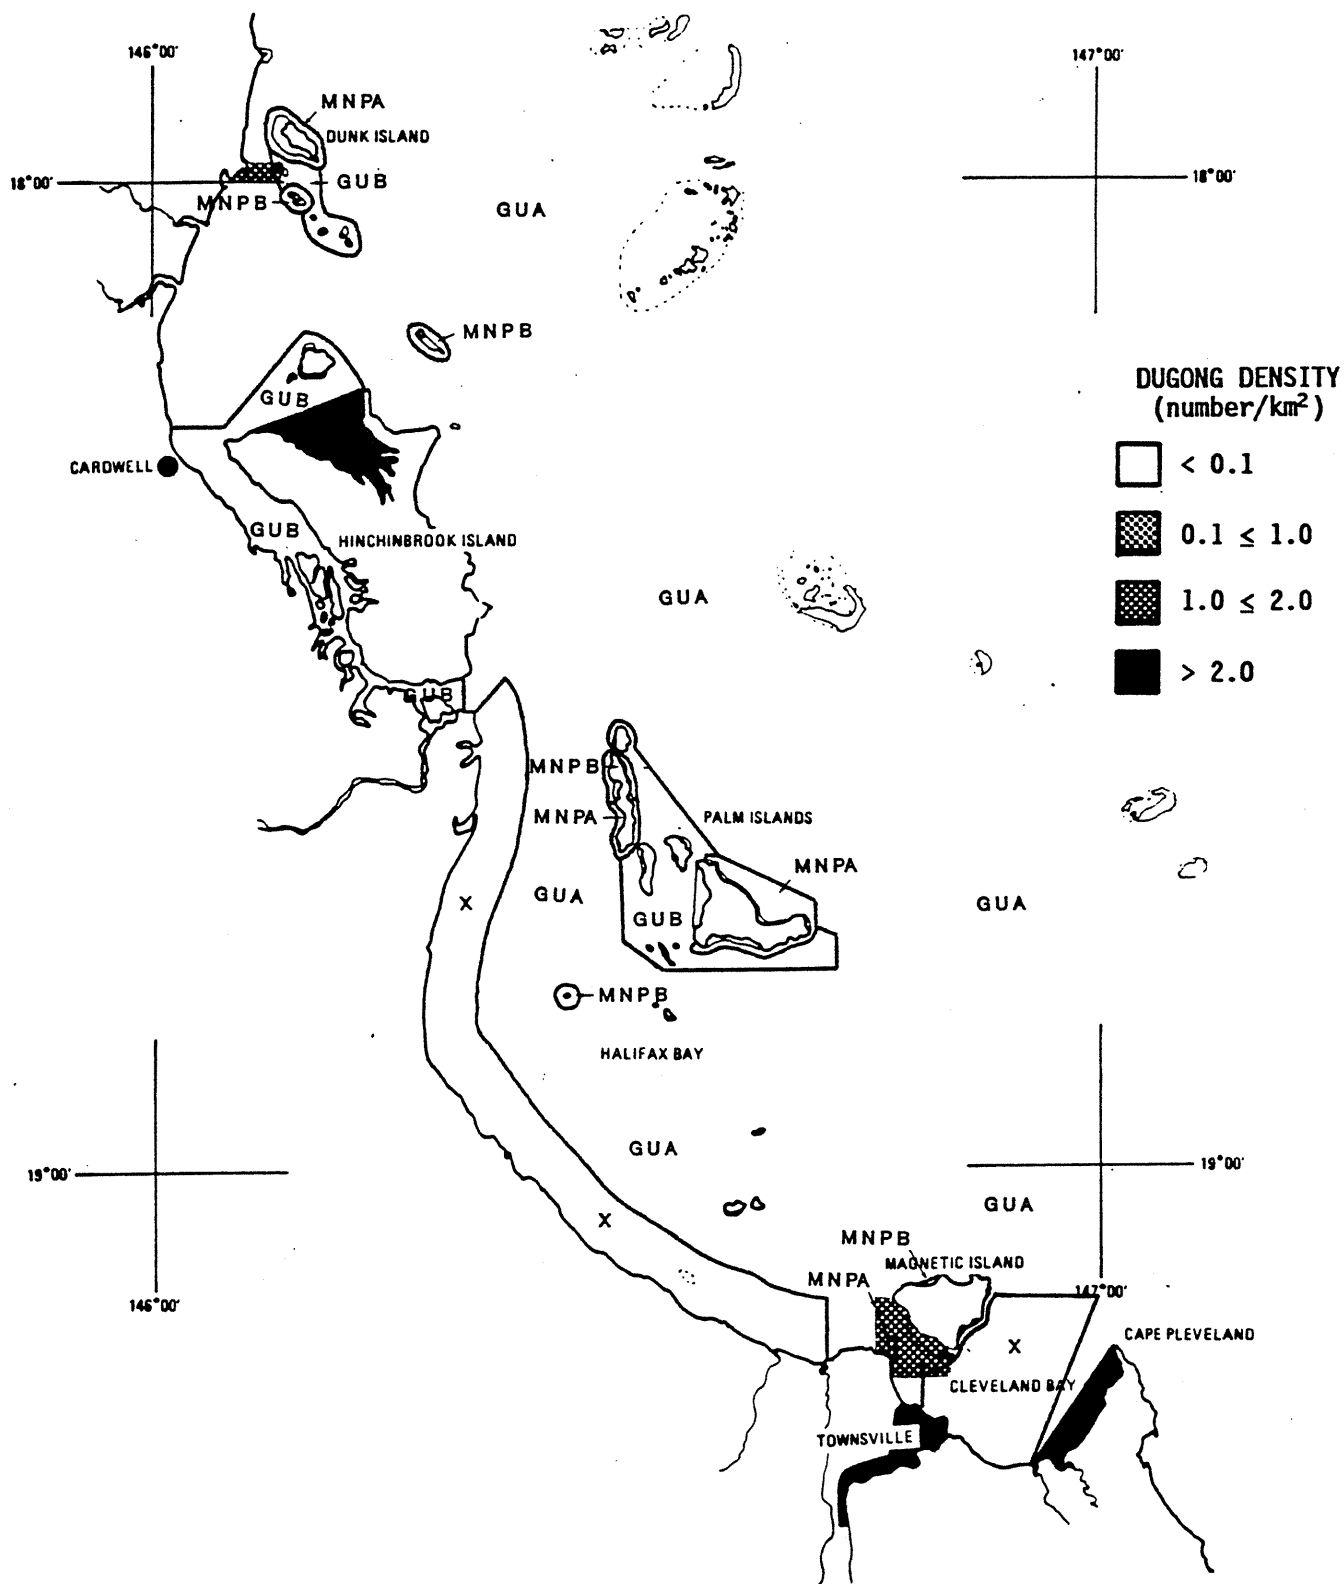 146°00'
147°00'
MNPA
DUNK ISLAND
18°00'
GUB
18°00'
MNPB
GUA
MNPB
DUGONG DENSITY
(number/km²)
GUB
< 0.1
CARDWELL
GUB
0.1 ≤ 1.0
HINCHINBROOK ISLAND
GUA
1.0 ≤ 2.0
> 2.0
GUB
MNPB
MNPA
PALM ISLANDS
MNPA
X
GUA
GUA
GUB
MNPB
HALIFAX BAY
GUA
19°00'
19°00'
GUA
X
MNPB
MAGNETIC ISLAND
MNPA
146°00'
147°00'
CAPE PLEVELAND
X
CLEVELAND BAY
TOWNSVILLE